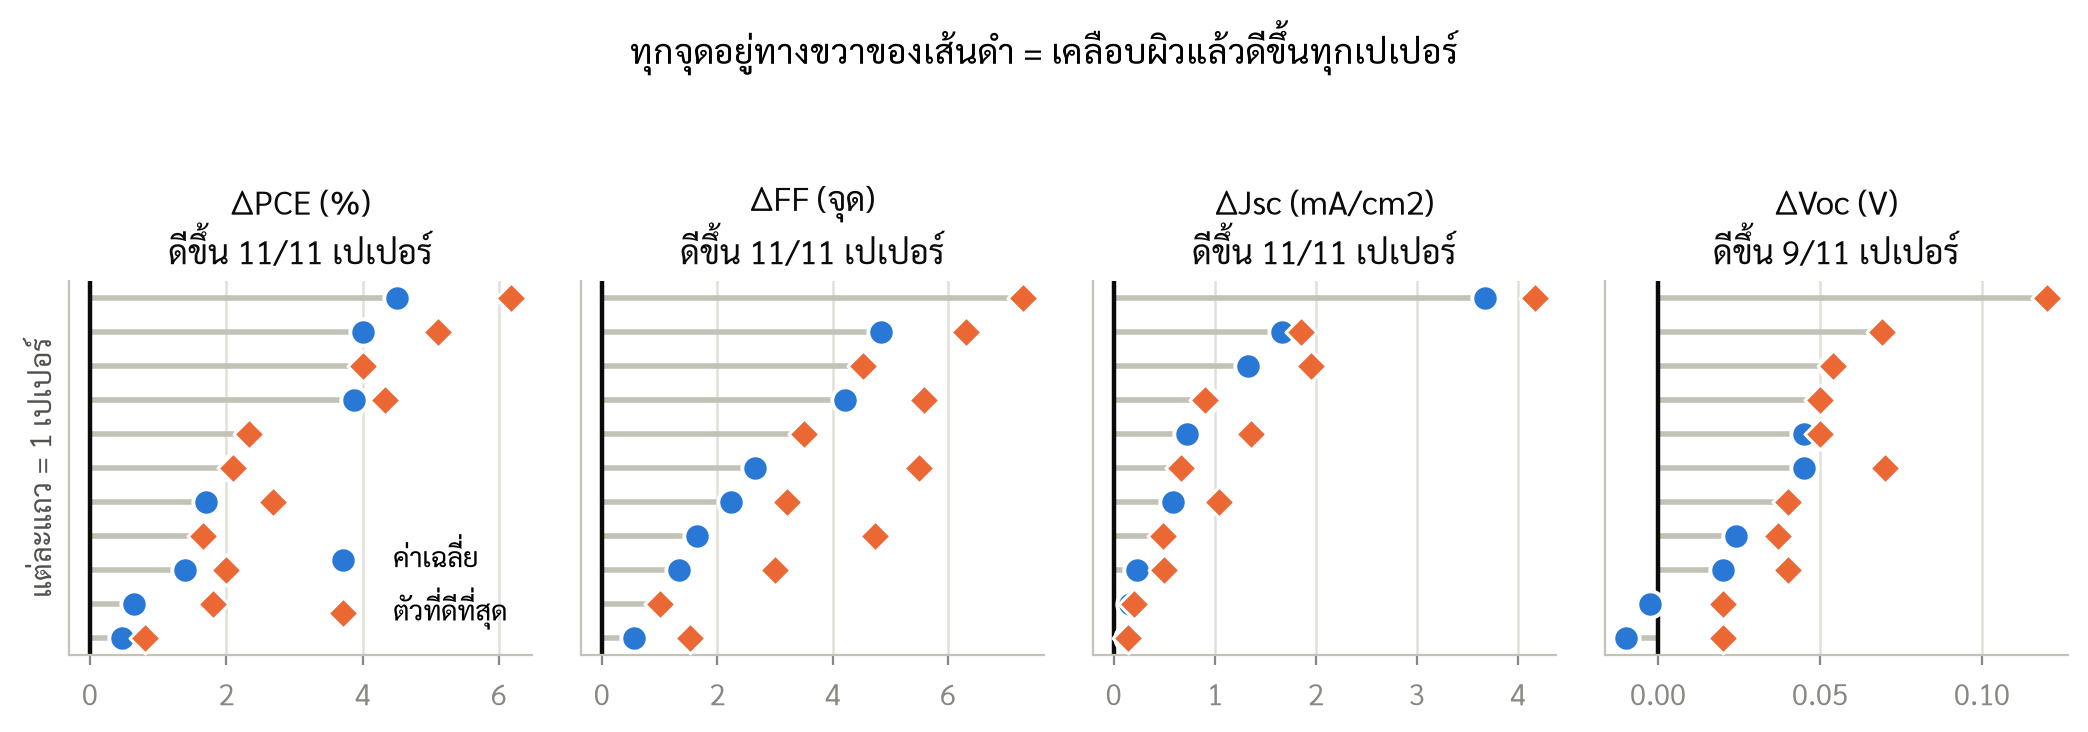 ทุกจุดอยู่ทางขวาของเส้นดำ = เคลือบผิวแล้วดีขึ้นทุกเปเปอร์
ΔPCE (%)
ดีขึ้น 11/11 เปเปอร์
ΔFF (จุด)
ดีขึ้น 11/11 เปเปอร์
ΔJsc (mA/cm2)
ดีขึ้น 11/11 เปเปอร์
ΔVoc (V)
ดีขึ้น 9/11 เปเปอร์
แต่ละแถว = 1 เปเปอร์
ค่าเฉลี่ย
ตัวที่ดีที่สุด
0 2 4 6
0 2 4 6
0 1 2 3 4
0.00 0.05 0.10